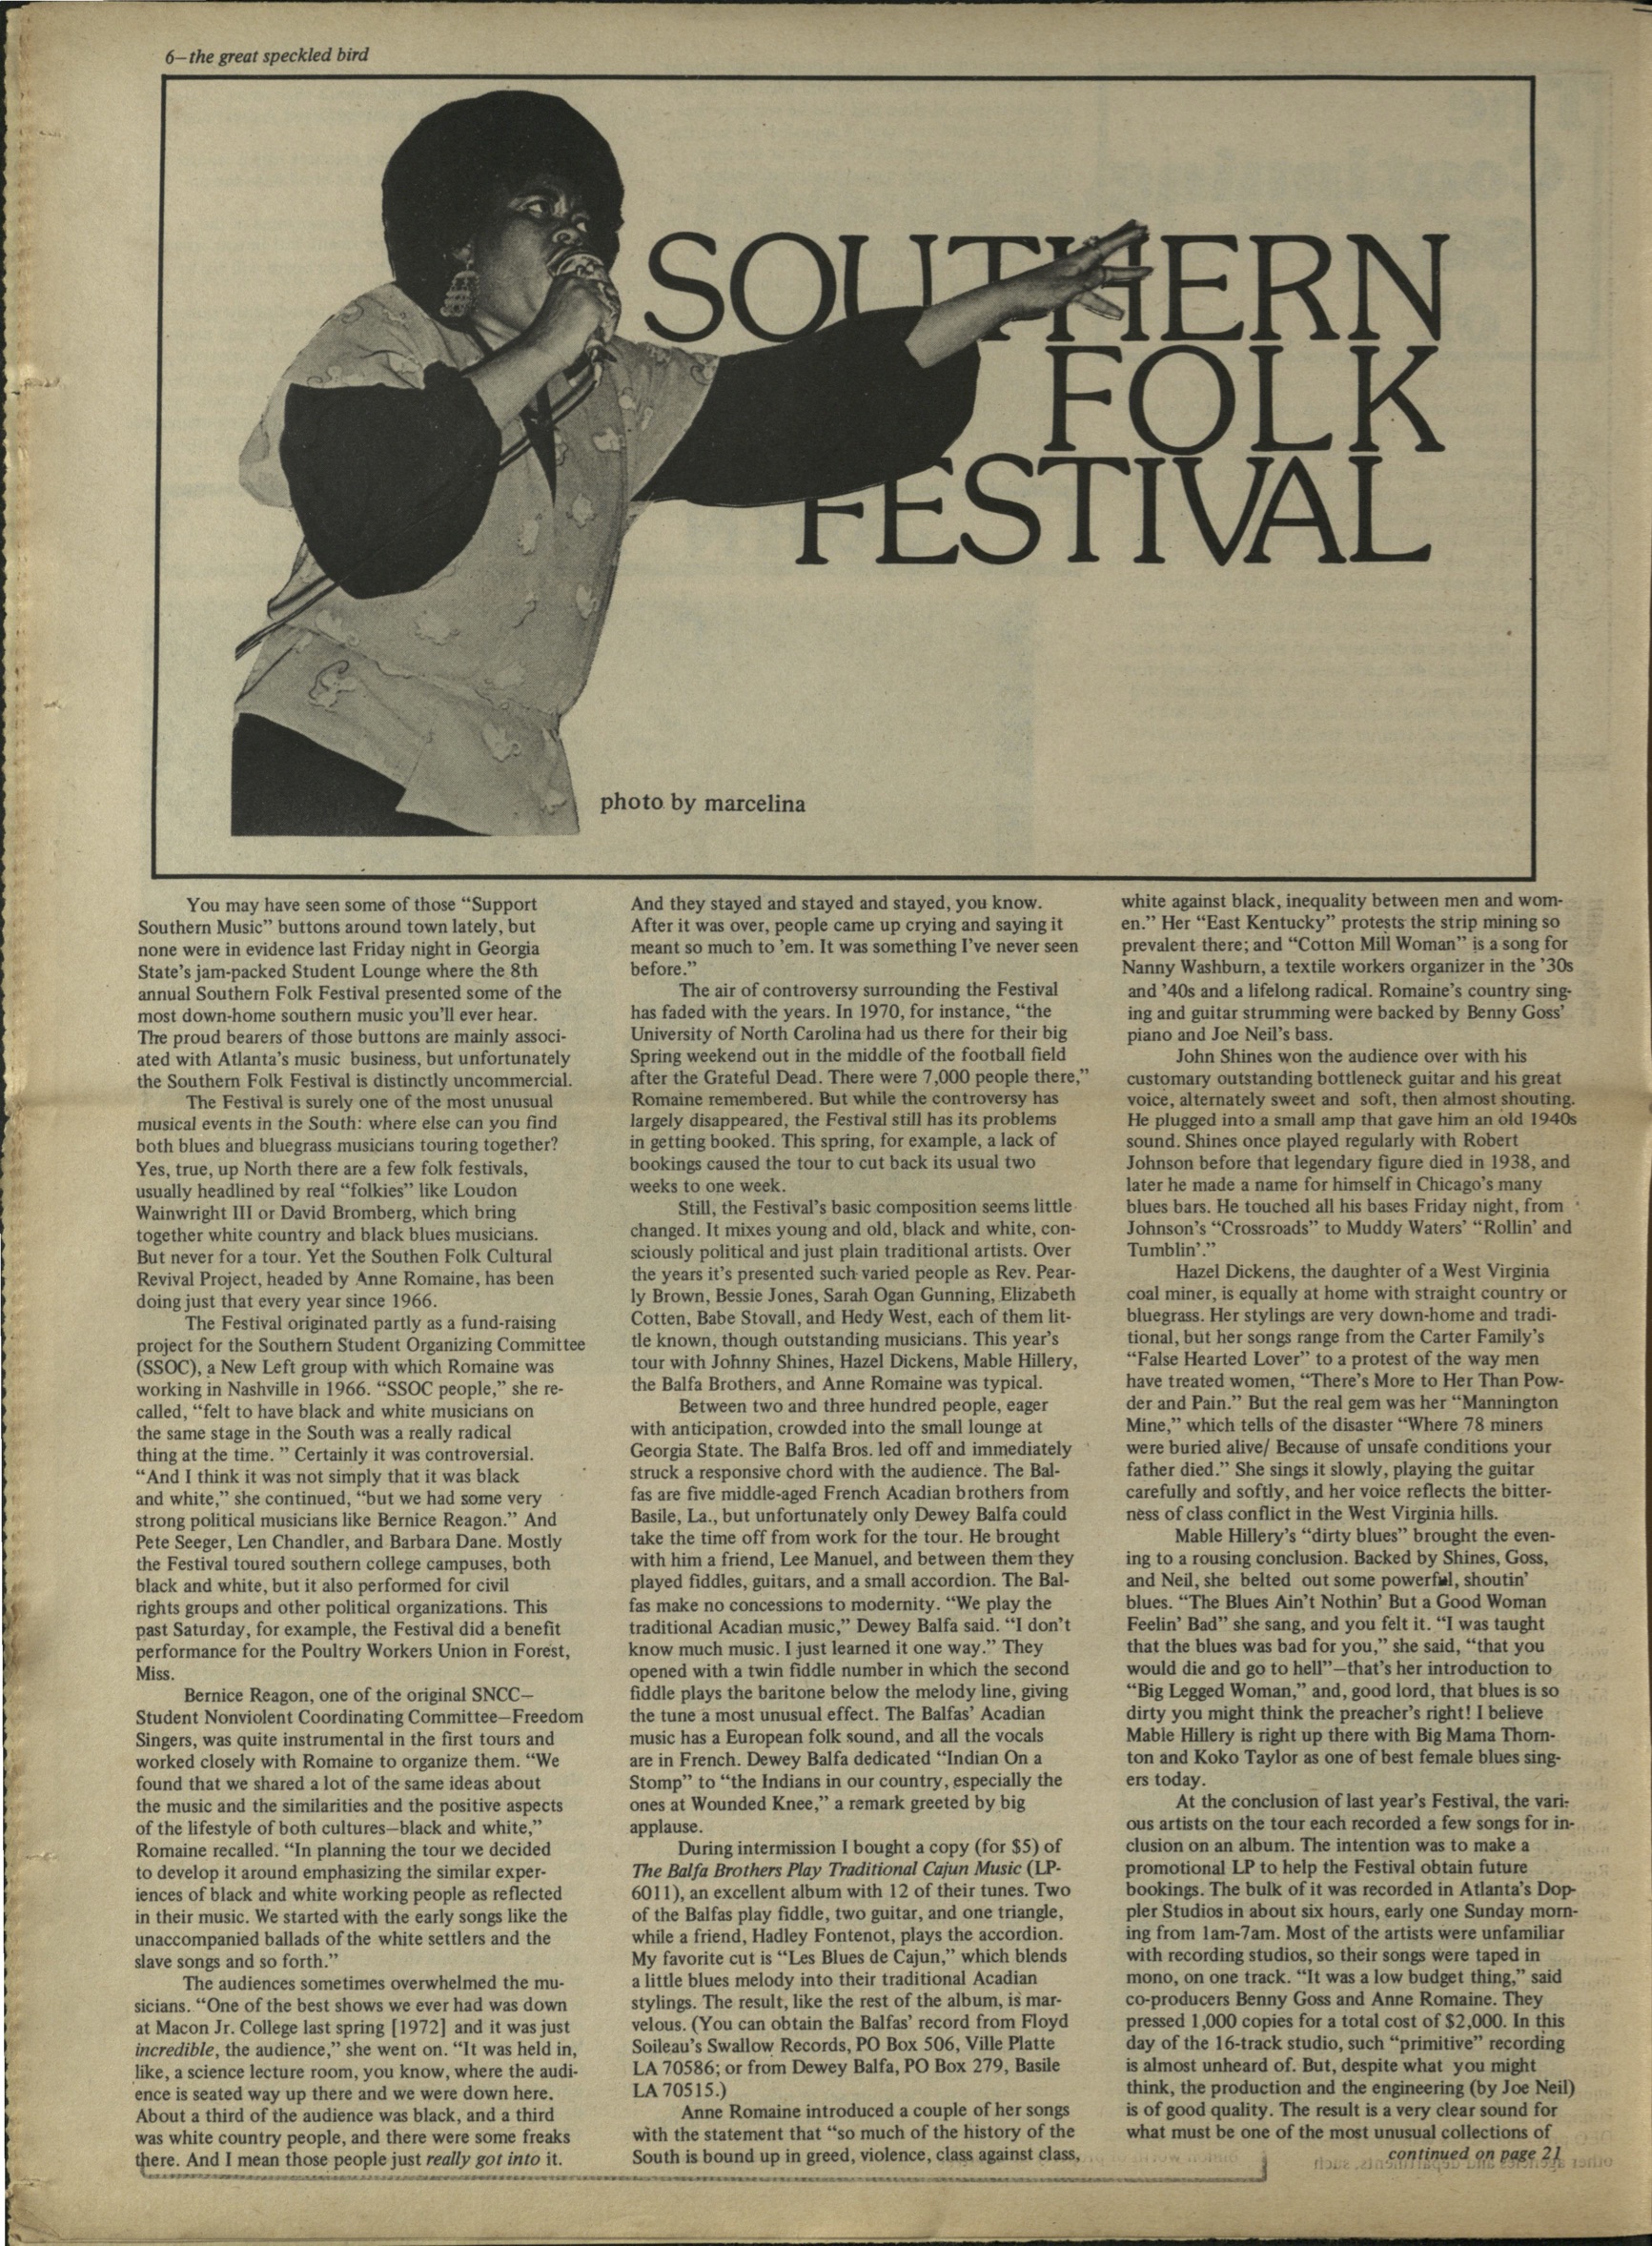 6—the great speckled bird
SOUTHERN
FOLK
FESTIVAL
photo by marcelina
You may have seen some of those “Support
Southern Music” buttons around town lately, but
none were in evidence last Friday night in Georgia
State’s jam-packed Student Lounge where the 8th
annual Southern Folk Festival presented some of the
most down-home southern music you’ll ever hear.
The proud bearers of those buttons are mainly associ-
ated with Atlanta’s music business, but unfortunately
the Southern Folk Festival is distinctly uncommercial.
The Festival is surely one of the most unusual
musical events in the South: where else can you find
both blues and bluegrass musicians touring together?
Yes, true, up North there are a few folk festivals,
usually headlined by real “folkies” like Loudon
Wainwright III or David Bromberg, which bring
together white country and black blues musicians.
But never for a tour. Yet the Southen Folk Cultural
Revival Project, headed by Anne Romaine, has been
doing just that every year since 1966.
The Festival originated partly as a fund-raising
project for the Southern Student Organizing Committee
(SSOC), a New Left group with which Romaine was
working in Nashville in 1966. “SSOC people,” she re-
called, “felt to have black and white musicians on
the same stage in the South was a really radical
thing at the time. ” Certainly it was controversial.
“And I think it was not simply that it was black
and white,” she continued, “but we had some very
strong political musicians like Bernice Reagon.” And
Pete Seeger, Len Chandler, and Barbara Dane. Mostly
the Festival toured southern college campuses, both
black and white, but it also performed for civil
rights groups and other political organizations. This
past Saturday, for example, the Festival did a benefit
performance for the Poultry Workers Union in Forest,
Miss.
Bernice Reagon, one of the original SNCC—
Student Nonviolent Coordinating Committee—Freedom
Singers, was quite instrumental in the first tours and
worked closely with Romaine to organize them. “We
found that we shared a lot of the same ideas about
the music and the similarities and the positive aspects
of the lifestyle of both cultures—black and white,”
Romaine recalled. “In planning the tour we decided
to develop it around emphasizing the similar exper-
iences of black and white working people as reflected
in their music. We started with the early songs like the
unaccompanied ballads of the white settlers and the
slave songs and so forth.”
The audiences sometimes overwhelmed the mu-
sicians. “One of the best shows we ever had was down
at Macon Jr. College last spring [1972] and it was just
incredible, the audience,” she went on. “It was held in,
like, a science lecture room, you know, where the audi-
ence is seated way up there and we were down here.
About a third of the audience was black, and a third
was white country people, and there were some freaks
there. And I mean those people just really got into it.
And they stayed and stayed and stayed, you know.
After it was over, people came up crying and saying it
meant so much to ’em. It was something I’ve never seen
before.”
The air of controversy surrounding the Festival
has faded with the years. In 1970, for instance, “the
University of North Carolina had us there for their big
Spring weekend out in the middle of the football field
after the Grateful Dead. There were 7,000 people there,”
Romaine remembered. But while the controversy has
largely disappeared, the Festival still has its problems
in getting booked. This spring, for example, a lack of
bookings caused the tour to cut back its usual two
weeks to one week.
Still, the Festival’s basic composition seems little
changed. It mixes young and old, black and white, con-
sciously political and just plain traditional artists. Over
the years it’s presented such varied people as Rev. Pear-
ly Brown, Bessie Jones, Sarah Ogan Gunning, Elizabeth
Cotten, Babe Stovall, and Hedy West, each of them lit-
tle known, though outstanding musicians. This year’s
tour with Johnny Shines, Hazel Dickens, Mable Hillery,
the Balfa Brothers, and Anne Romaine was typical.
Between two and three hundred people, eager
with anticipation, crowded into the small lounge at
Georgia State. The Balfa Bros. led off and immediately
struck a responsive chord with the audience. The Bal-
fas are five middle-aged French Acadian brothers from
Basile, La., but unfortunately only Dewey Balfa could
take the time off from work for the tour. He brought
with him a friend, Lee Manuel, and between them they
played fiddles, guitars, and a small accordion. The Bal-
fas make no concessions to modernity. “We play the
traditional Acadian music,” Dewey Balfa said. “I don’t
know much music. I just learned it one way.” They
opened with a twin fiddle number in which the second
fiddle plays the baritone below the melody line, giving
the tune a most unusual effect. The Balfas’ Acadian
music has a European folk sound, and all the vocals
are in French. Dewey Balfa dedicated “Indian On a
Stomp” to “the Indians in our country, especially the
ones at Wounded Knee,” a remark greeted by big
applause.
During intermission I bought a copy (for $5) of
The Balfa Brothers Play Traditional Cajun Music (LP-
6011), an excellent album with 12 of their tunes. Two
of the Balfas play fiddle, two guitar, and one triangle,
while a friend, Hadley Fontenot, plays the accordion.
My favorite cut is “Les Blues de Cajun,” which blends
a little blues melody into their traditional Acadian
stylings. The result, like the rest of the album, is mar-
velous. (You can obtain the Balfas’ record from Floyd
Soileau’s Swallow Records, PO Box 506, Ville Platte
LA 70586; or from Dewey Balfa, PO Box 279, Basile
LA 70515.)
Anne Romaine introduced a couple of her songs
with the statement that “so much of the history of the
South is bound up in greed, violence, class against class,
white against black, inequality between men and wom-
en.” Her “East Kentucky” protests the strip mining so
prevalent there; and “Cotton Mill Woman” is a song for
Nanny Washburn, a textile workers organizer in the ’30s
and ’40s and a lifelong radical. Romaine’s country sing-
ing and guitar strumming were backed by Benny Goss’
piano and Joe Neil’s bass.
John Shines won the audience over with his
customary outstanding bottleneck guitar and his great
voice, alternately sweet and soft, then almost shouting.
He plugged into a small amp that gave him an old 1940s
sound. Shines once played regularly with Robert
Johnson before that legendary figure died in 1938, and
later he made a name for himself in Chicago’s many
blues bars. He touched all his bases Friday night, from
Johnson’s “Crossroads” to Muddy Waters’ “Rollin’ and
Tumblin’.”
Hazel Dickens, the daughter of a West Virginia
coal miner, is equally at home with straight country or
bluegrass. Her stylings are very down-home and tradi-
tional, but her songs range from the Carter Family’s
“False Hearted Lover” to a protest of the way men
have treated women, “There’s More to Her Than Pow-
der and Pain.” But the real gem was her “Mannington
Mine,” which tells of the disaster “Where 78 miners
were buried alive/ Because of unsafe conditions your
father died.” She sings it slowly, playing the guitar
carefully and softly, and her voice reflects the bitter-
ness of class conflict in the West Virginia hills.
Mable Hillery’s “dirty blues” brought the even-
ing to a rousing conclusion. Backed by Shines, Goss,
and Neil, she belted out some powerful, shoutin’
blues. “The Blues Ain’t Nothin’ But a Good Woman
Feelin’ Bad” she sang, and you felt it. “I was taught
that the blues was bad for you,” she said, “that you
would die and go to hell”—that’s her introduction to
“Big Legged Woman,” and, good lord, that blues is so
dirty you might think the preacher’s right! I believe
Mable Hillery is right up there with Big Mama Thorn-
ton and Koko Taylor as one of best female blues sing-
ers today.
At the conclusion of last year’s Festival, the vari-
ous artists on the tour each recorded a few songs for in-
clusion on an album. The intention was to make a
promotional LP to help the Festival obtain future
bookings. The bulk of it was recorded in Atlanta’s Dop-
pler Studios in about six hours, early one Sunday morn-
ing from 1am-7am. Most of the artists were unfamiliar
with recording studios, so their songs were taped in
mono, on one track. “It was a low budget thing,” said
co-producers Benny Goss and Anne Romaine. They
pressed 1,000 copies for a total cost of $2,000. In this
day of the 16-track studio, such “primitive” recording
is almost unheard of. But, despite what you might
think, the production and the engineering (by Joe Neil)
is of good quality. The result is a very clear sound for
what must be one of the most unusual collections of
continued on page 21